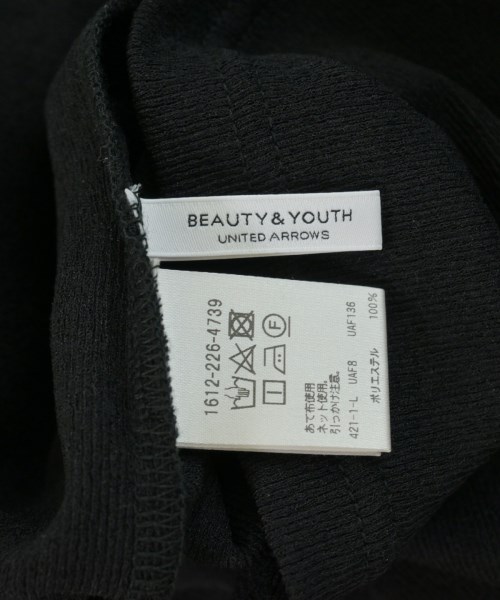 BEAUTY & YOUTH
UNITED ARROWS
1612-226-4739
F
あて布使用
ネット使用。
引っかけ注意。
421-1-L UAF8 UAF136
ポリエステル 100%